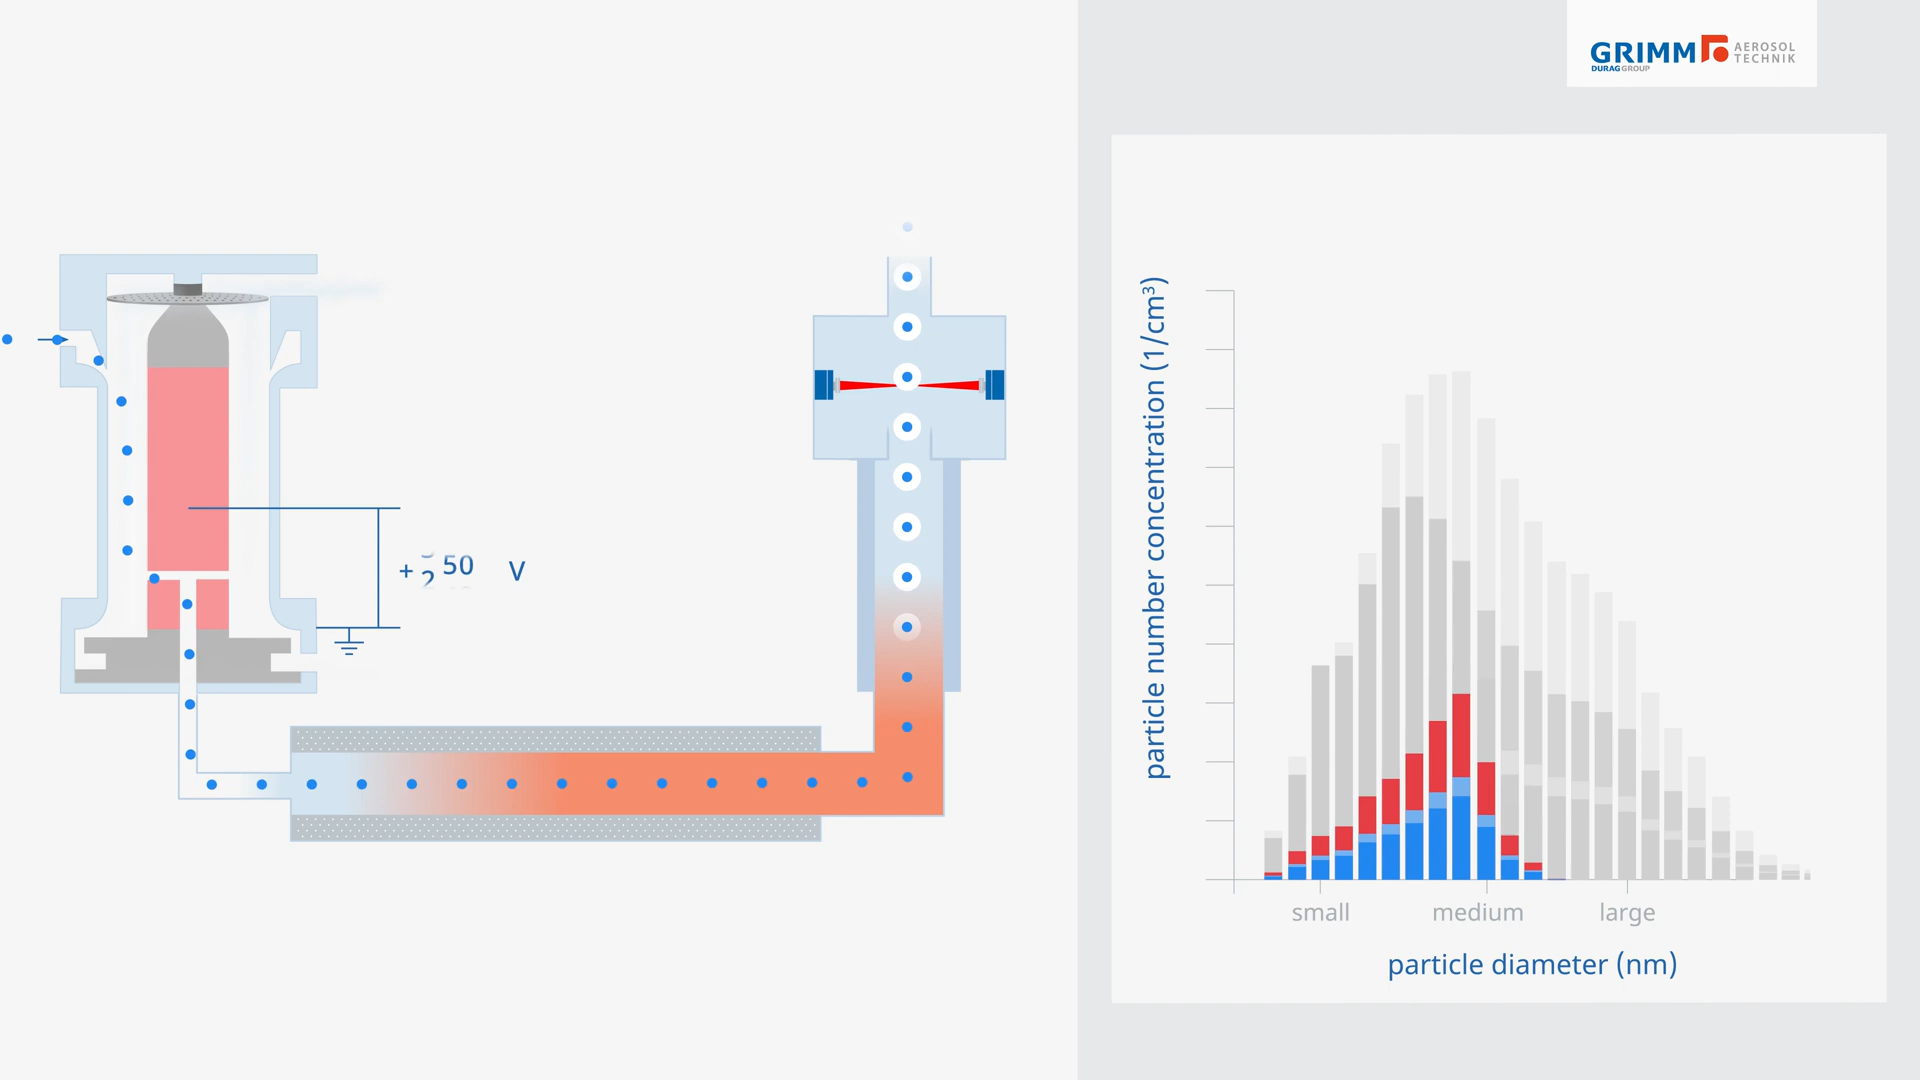 GRIMM
AEROSOL
TECHNIK
DURAG GROUP
+ 50 V
particle number concentration (1/cm³)
small medium large
particle diameter (nm)